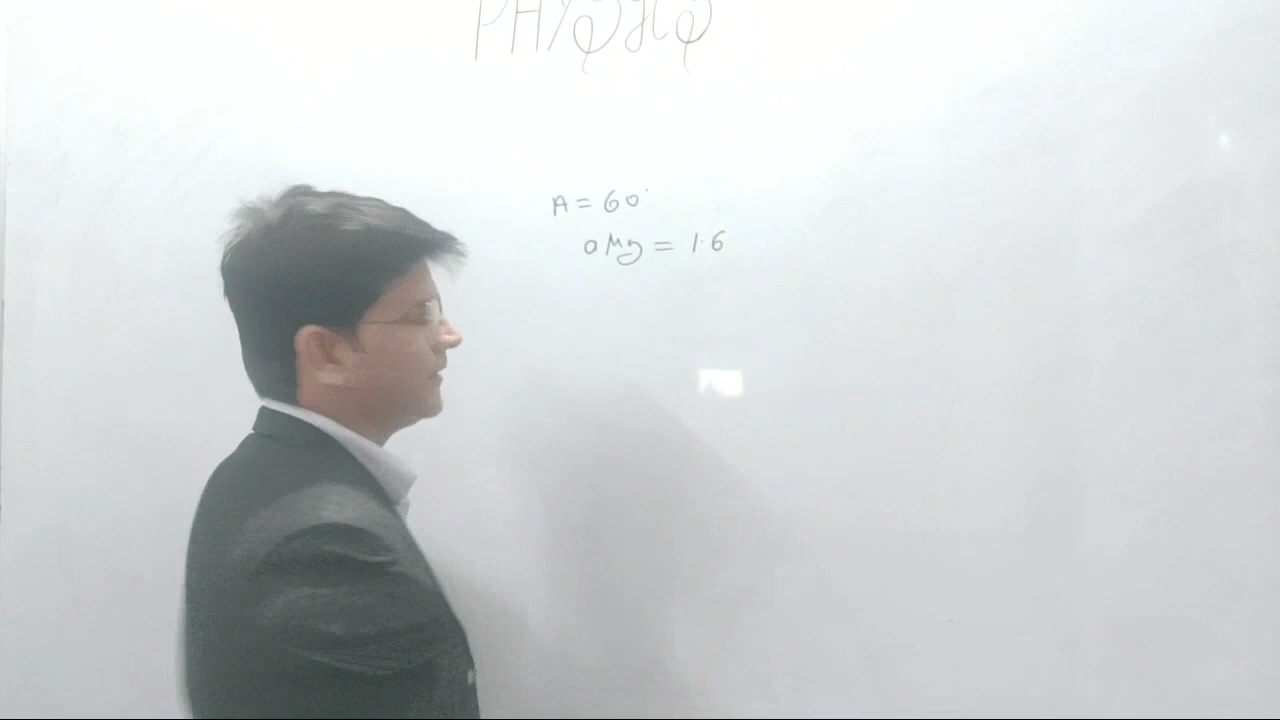 PHYSICS
A = 60°
aμg = 1.6